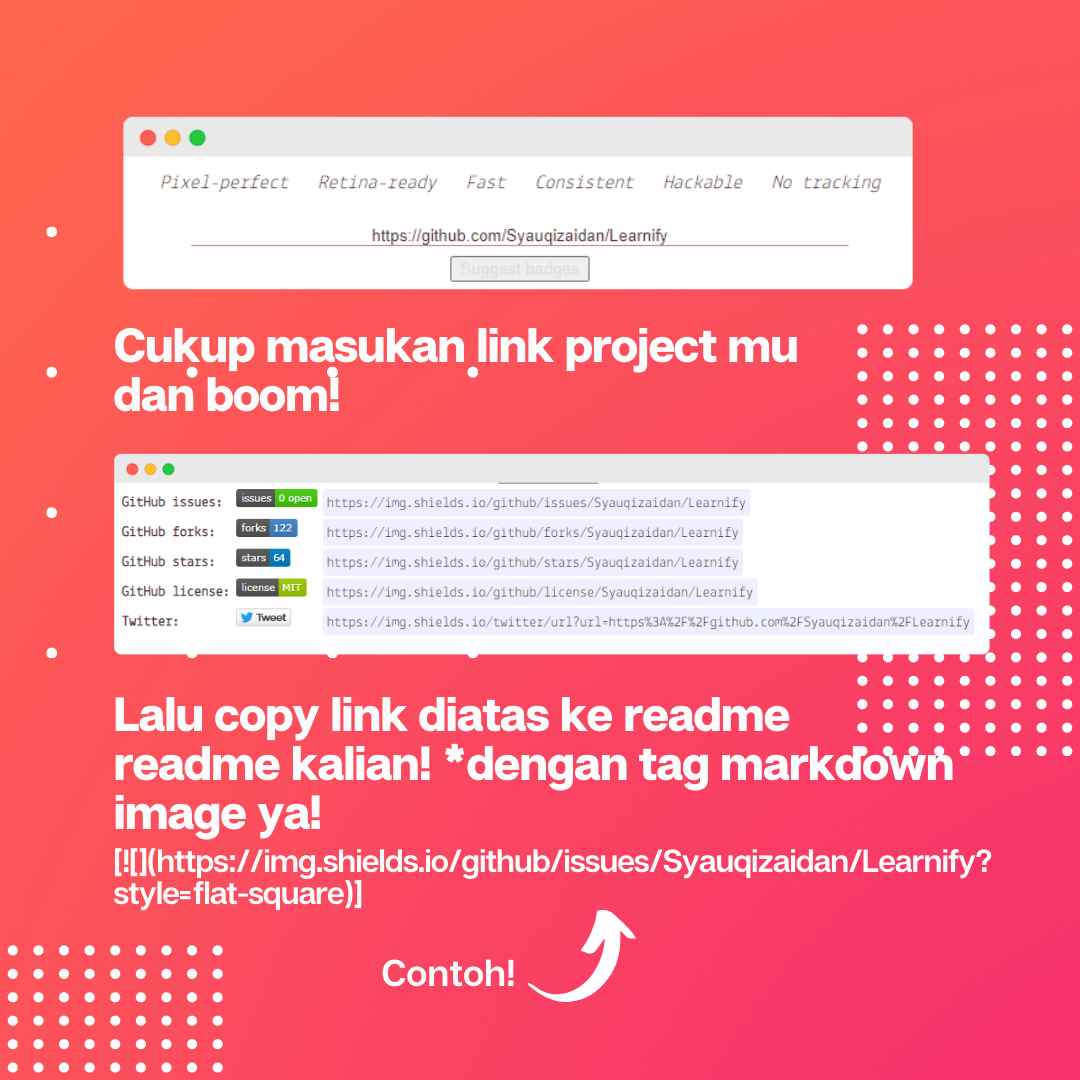 Pixel-perfect Retina-ready Fast Consistent Hackable No tracking
https://github.com/Syauqizaidan/Learnify
Suggest badges
Cukup masukan link project mu
dan boom!
GitHub issues: issues 0 open https://img.shields.io/github/issues/Syauqizaidan/Learnify
GitHub forks: forks 122 https://img.shields.io/github/forks/Syauqizaidan/Learnify
GitHub stars: stars 64 https://img.shields.io/github/stars/Syauqizaidan/Learnify
GitHub license: license MIT https://img.shields.io/github/license/Syauqizaidan/Learnify
Twitter: Tweet https://img.shields.io/twitter/url?url=https%3A%2F%2Fgithub.com%2FSyauqizaidan%2FLearnify
Lalu copy link diatas ke readme
readme kalian! *dengan tag markdown
image ya!
[![](https://img.shields.io/github/issues/Syauqizaidan/Learnify?
style=flat-square)]
Contoh!